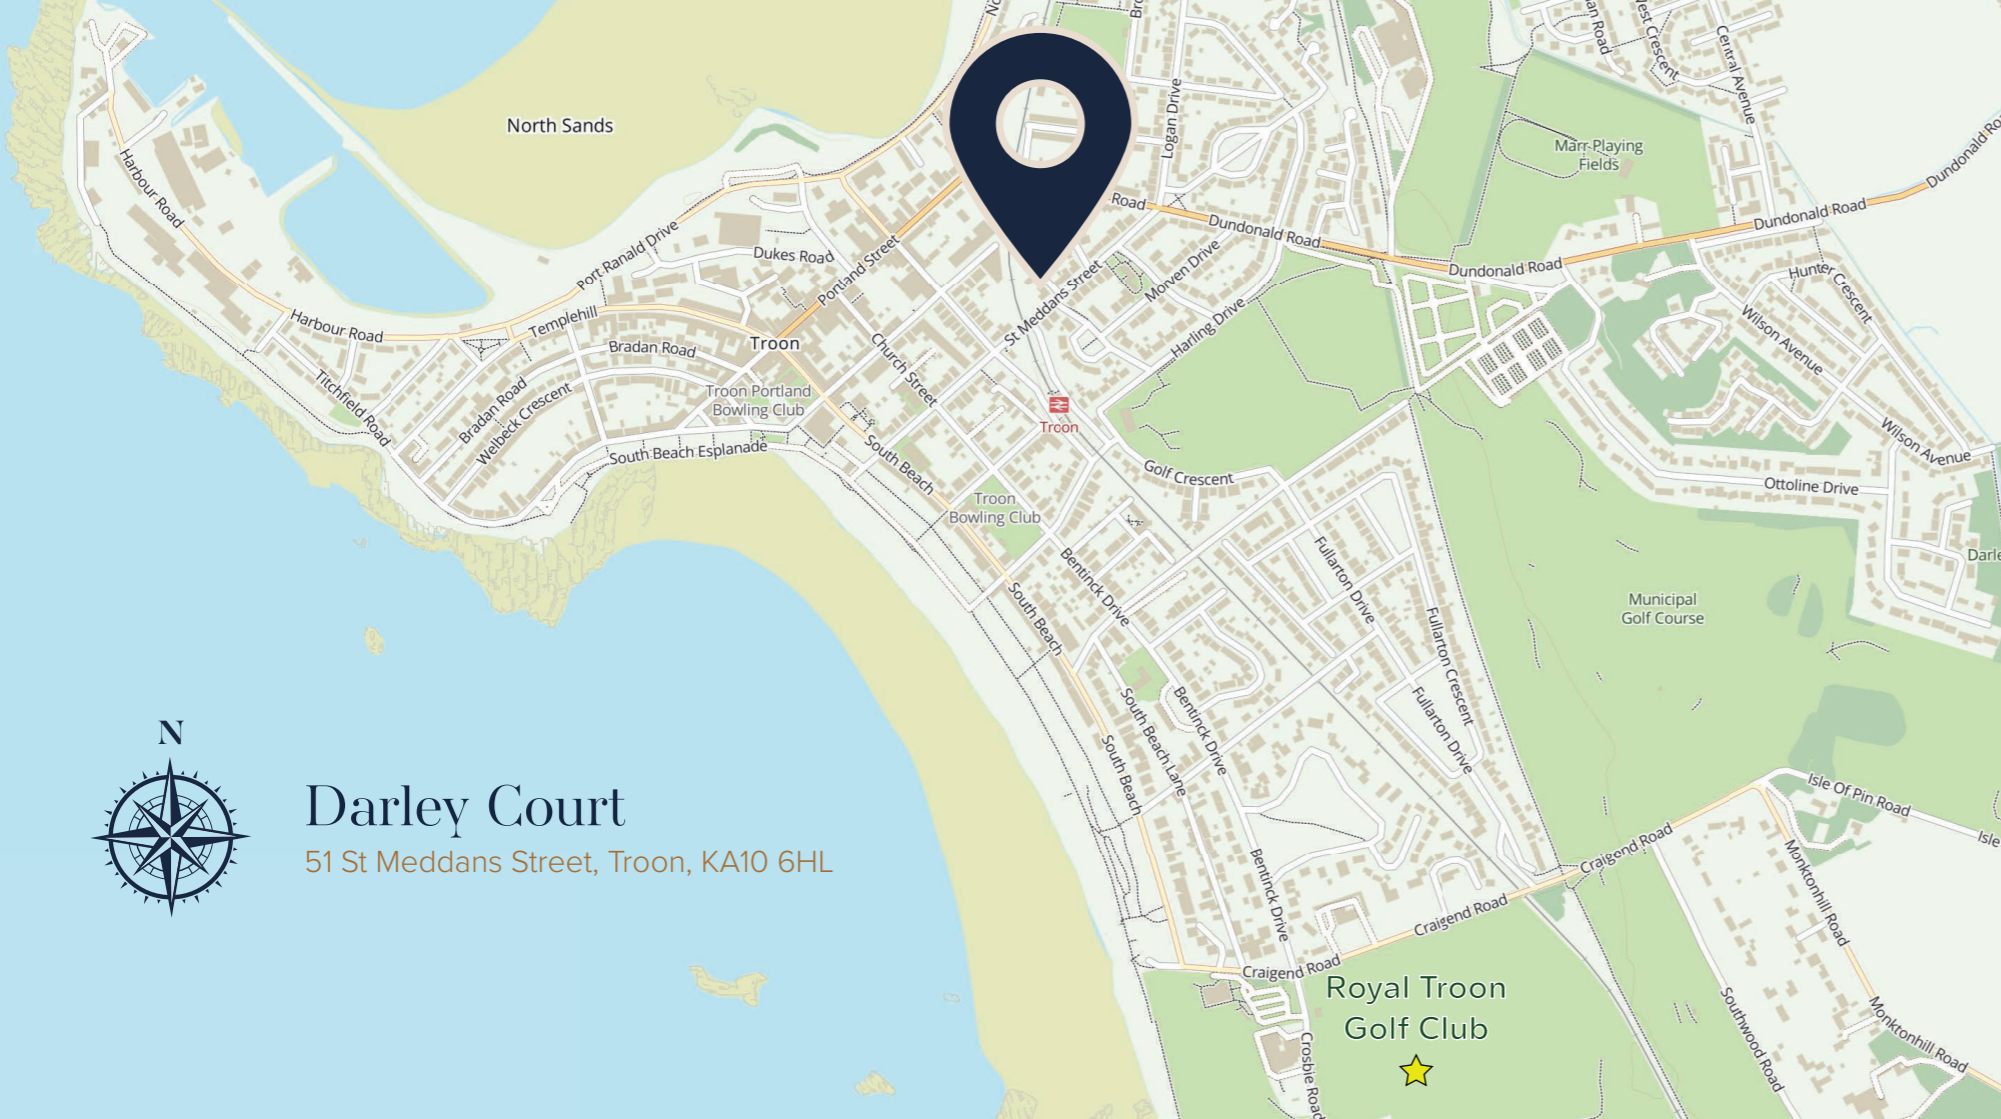 North Sands
Logan Drive
Central Avenue
Marr Playing
Fields
Dundonald Road
Harbour Road
Road
Dundonald Road
Dundonald Road
Port Ranald Drive
Dukes Road
Portland Street
Morven Drive
St Meddans Street
Hunter Crescent
Harbour Road
Templehill
Troon
Bradan Road
Church Street
Harling Drive
Wilson Avenue
Titchfield Road
Bradan Road
Welbeck Crescent
Troon Portland
Bowling Club
Troon
South Beach Esplanade
South Beach
Golf Crescent
Wilson Avenue
Ottoline Drive
Troon
Bowling Club
Bentinck Drive
South Beach
Fullarton Drive
Fullarton Crescent
Municipal
Golf Course
South Beach
South Beach Lane
Bentinck Drive
Fullarton Drive
N
Darley Court
51 St Meddans Street, Troon, KA10 6HL
Isle Of Pin Road
Isle
Craigend Road
Bentinck Drive
Craigend Road
Monktonhill Road
Craigend Road
Royal Troon
Golf Club
Crosbie Road
Southwood Road
Monktonhill Road